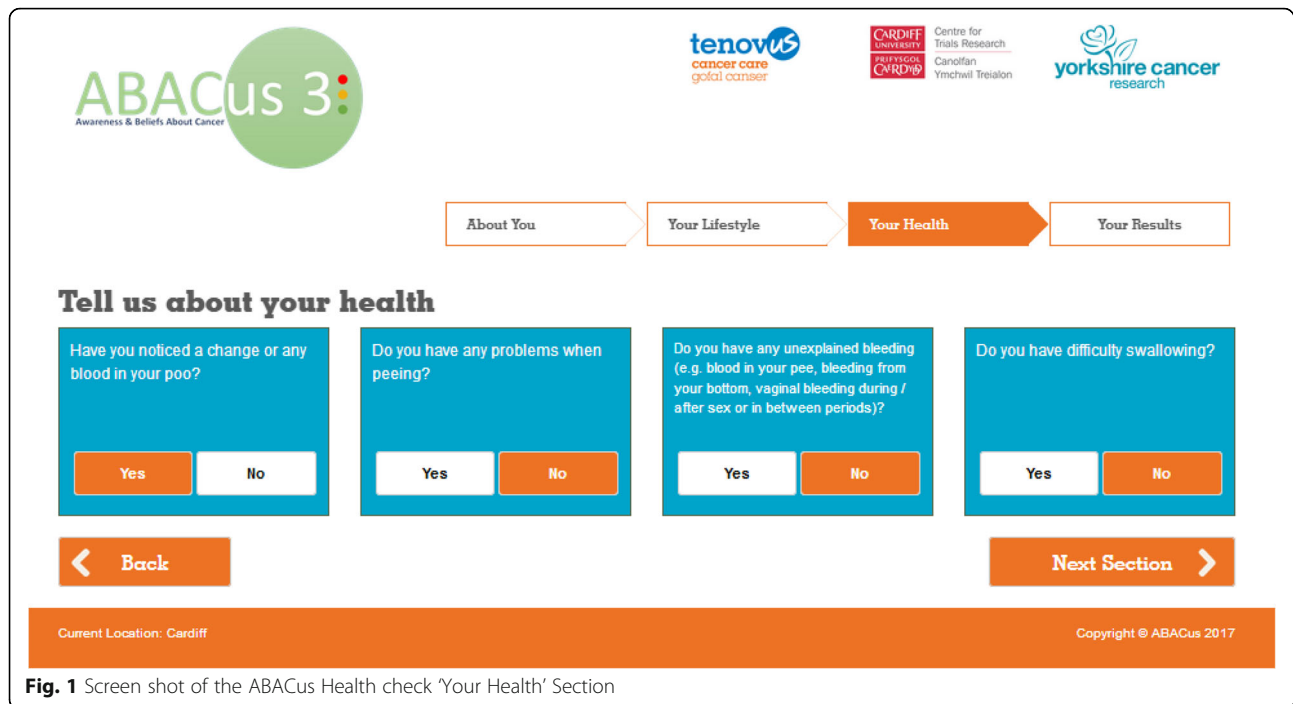 ABACus 3
Awareness & Beliefs About Cancer
tenovus
cancer care
gofal canser
CARDIFF
UNIVERSITY
PRIFYSGOL
CAERDYDD
Centre for
Trials Research
Canolfan
Ymchwil Treialon
yorkshire cancer
research
About You
Your Lifestyle
Your Health
Your Results
Tell us about your health
Have you noticed a change or any
blood in your poo?
Yes
No
Do you have any problems when
peeing?
Yes
No
Do you have any unexplained bleeding
(e.g. blood in your pee, bleeding from
your bottom, vaginal bleeding during /
after sex or in between periods)?
Yes
No
Do you have difficulty swallowing?
Yes
No
Back
Next Section
Current Location: Cardiff
Copyright © ABACus 2017
Fig. 1 Screen shot of the ABACus Health check ‘Your Health’ Section